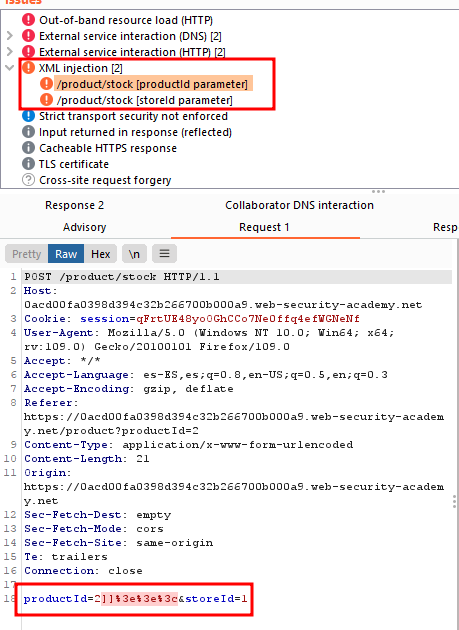 Issues
Out-of-band resource load (HTTP)
External service interaction (DNS) [2]
External service interaction (HTTP) [2]
XML injection [2]
/product/stock [productId parameter]
/product/stock [storeId parameter]
Strict transport security not enforced
Input returned in response (reflected)
Cacheable HTTPS response
TLS certificate
Cross-site request forgery
Response 2 Collaborator DNS interaction
Advisory Request 1 Resp
Pretty Raw Hex \n
1 POST /product/stock HTTP/1.1
2 Host:
0acd00fa0398d394c32b266700b000a9.web-security-academy.net
3 Cookie: session=qFrtUE48yo0GhCCo7Ne0ffq4efWGNeNf
4 User-Agent: Mozilla/5.0 (Windows NT 10.0; Win64; x64;
rv:109.0) Gecko/20100101 Firefox/109.0
5 Accept: */*
6 Accept-Language: es-ES,es;q=0.8,en-US;q=0.5,en;q=0.3
7 Accept-Encoding: gzip, deflate
8 Referer:
https://0acd00fa0398d394c32b266700b000a9.web-security-academ
y.net/product?productId=2
9 Content-Type: application/x-www-form-urlencoded
10 Content-Length: 21
11 Origin:
https://0acd00fa0398d394c32b266700b000a9.web-security-academ
y.net
12 Sec-Fetch-Dest: empty
13 Sec-Fetch-Mode: cors
14 Sec-Fetch-Site: same-origin
15 Te: trailers
16 Connection: close
17
18 productId=2]]%3e%3e%3c&storeId=1